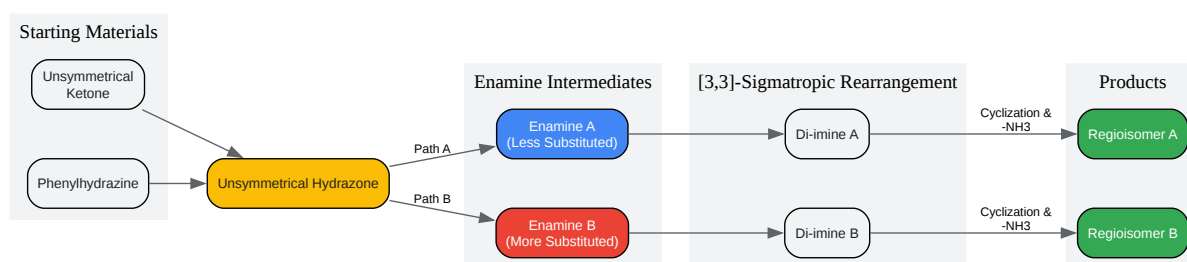 Starting Materials
Unsymmetrical
Ketone
Phenylhydrazine
Unsymmetrical Hydrazone
Path A
Path B
Enamine Intermediates
Enamine A
(Less Substituted)
Enamine B
(More Substituted)
[3,3]-Sigmatropic Rearrangement
Di-imine A
Di-imine B
Cyclization &
-NH3
Cyclization &
-NH3
Products
Regioisomer A
Regioisomer B